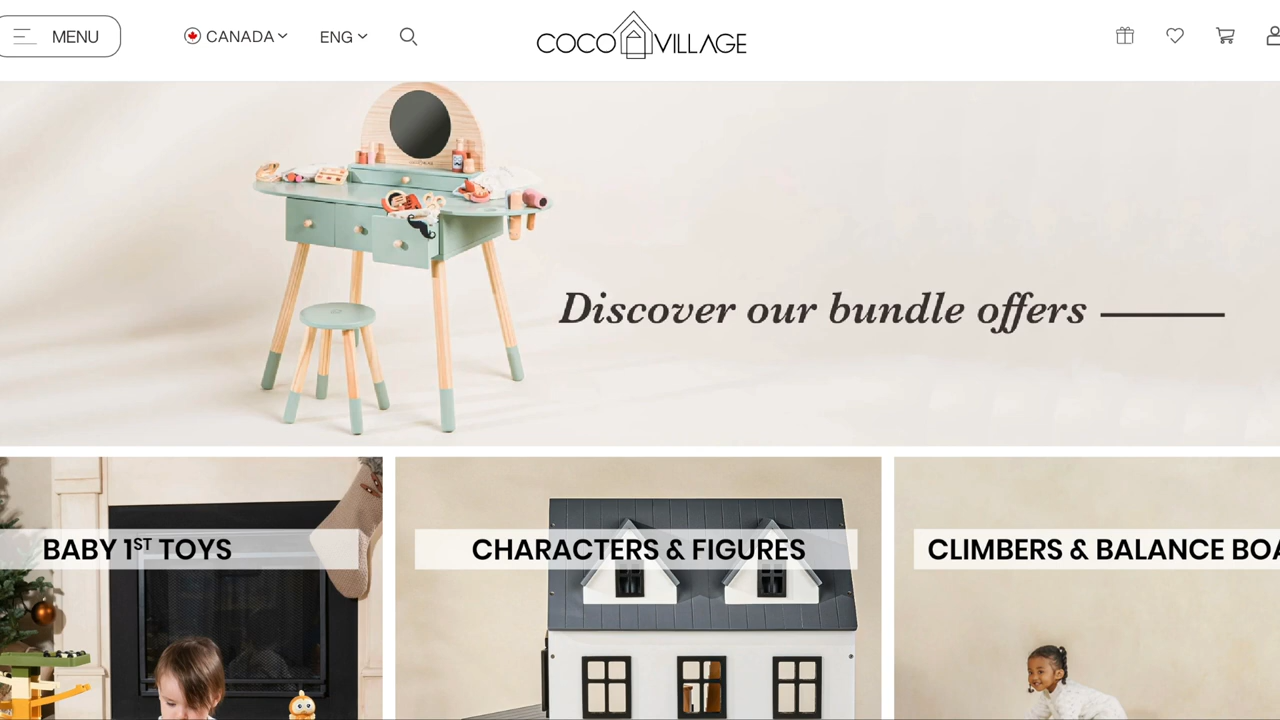 MENU
CANADA
ENG
COCO VILLAGE
Discover our bundle offers
BABY 1ST TOYS
CHARACTERS & FIGURES
CLIMBERS & BALANCE BOA